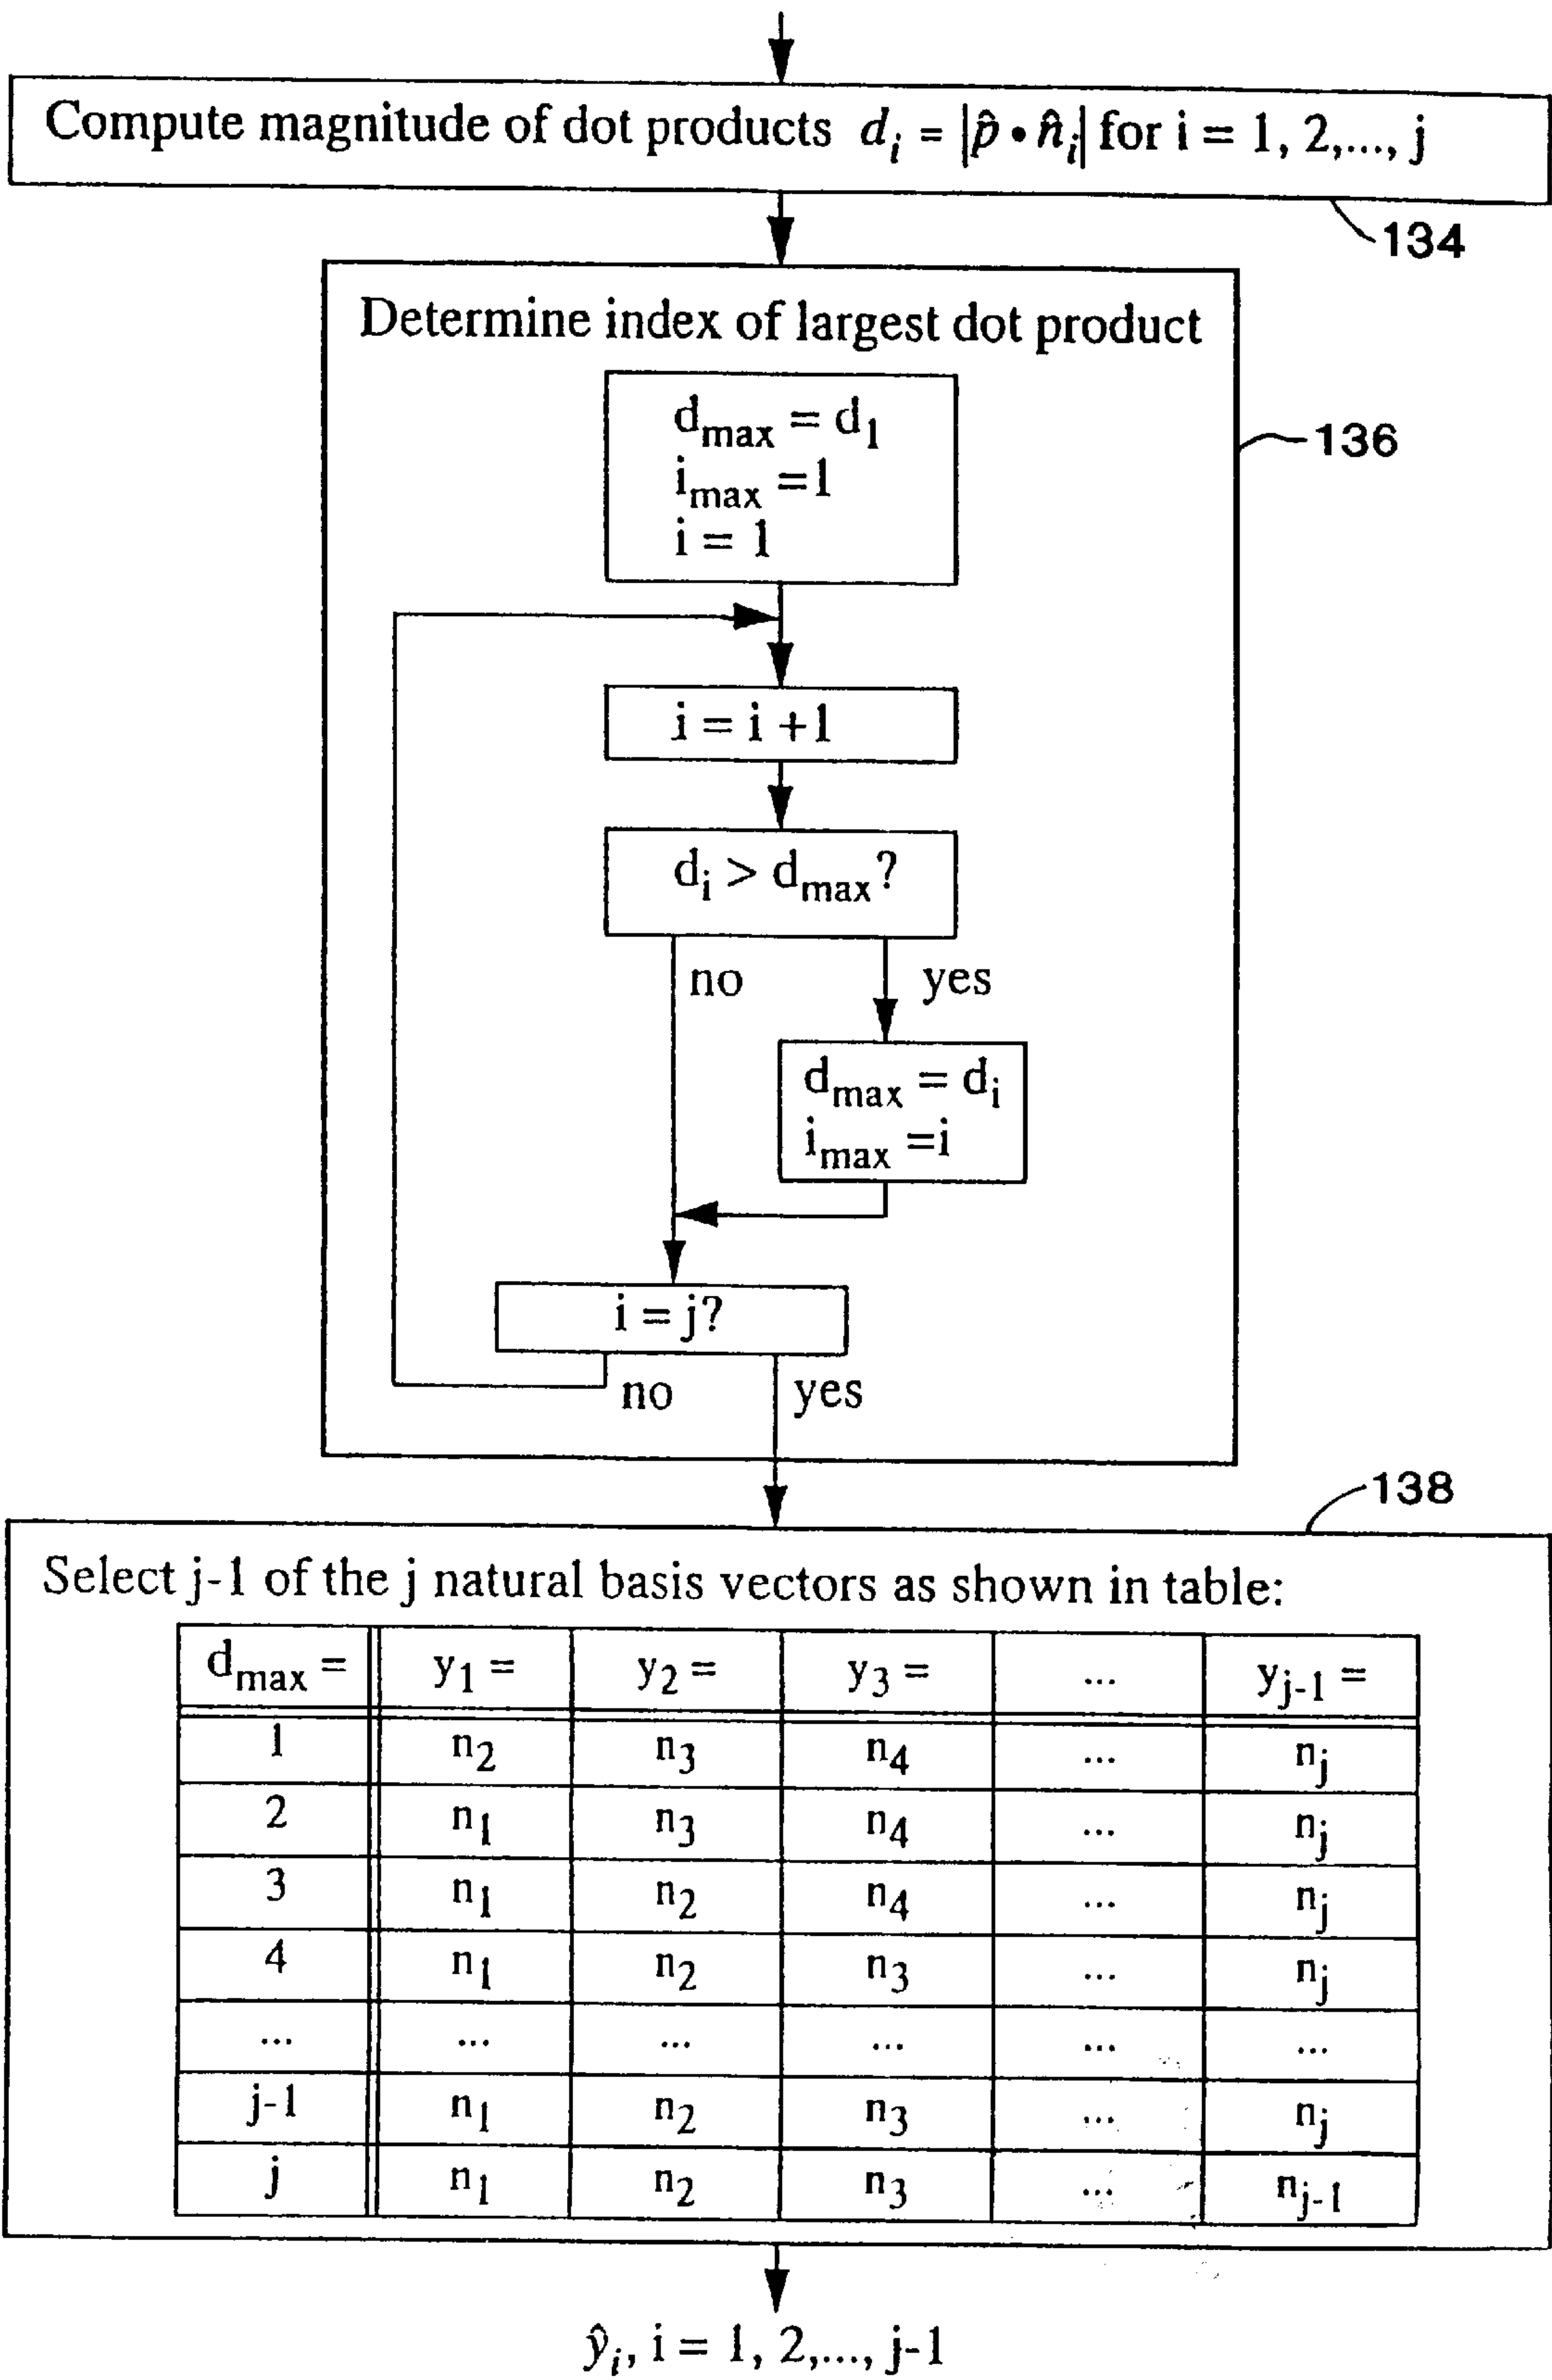 Compute magnitude of dot products d_i = |p̂ • n̂_i| for i = 1, 2,..., j
134
Determine index of largest dot product
d_max = d_1
i_max =1
i = 1
136
i = i +1
d_i > d_max?
no yes
d_max = d_i
i_max =i
i = j?
no yes
138
Select j-1 of the j natural basis vectors as shown in table:
d_max = y_1 = y_2 = y_3 = ... y_j-1 =
1 n_2 n_3 n_4 ... n_j
2 n_1 n_3 n_4 ... n_j
3 n_1 n_2 n_4 ... n_j
4 n_1 n_2 n_3 ... n_j
... ... ... ... ... ...
j-1 n_1 n_2 n_3 ... n_j
j n_1 n_2 n_3 ... n_j-1
ŷ_i, i = 1, 2,..., j-1